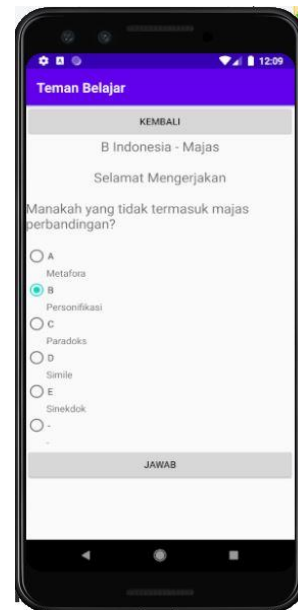 12:09
Teman Belajar
KEMBALI
B Indonesia - Majas
Selamat Mengerjakan
Manakah yang tidak termasuk majas
perbandingan?
A
Metafora
B
Personifikasi
C
Paradoks
D
Simile
E
Sinekdok
-
-
JAWAB